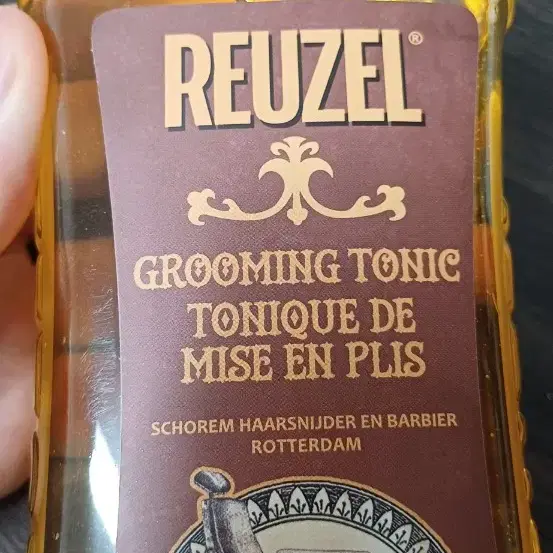 REUZEL®
GROOMING TONIC
TONIQUE DE
MISE EN PLIS
SCHOREM HAARSNIJDER EN BARBIER
ROTTERDAM